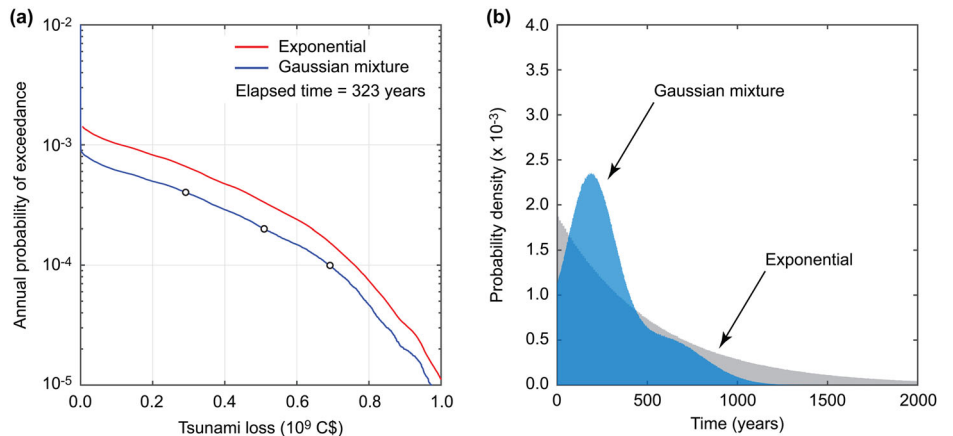 (a)
10-2
10-3
10-4
10-5
Annual probability of exceedance
Exponential
Gaussian mixture
Elapsed time = 323 years
0.0 0.2 0.4 0.6 0.8 1.0
Tsunami loss (10⁹ C$)
(b)
4.0
3.5
3.0
2.5
2.0
1.5
1.0
0.5
0.0
Probability density (x 10-3)
Gaussian mixture
Exponential
0 500 1000 1500 2000
Time (years)